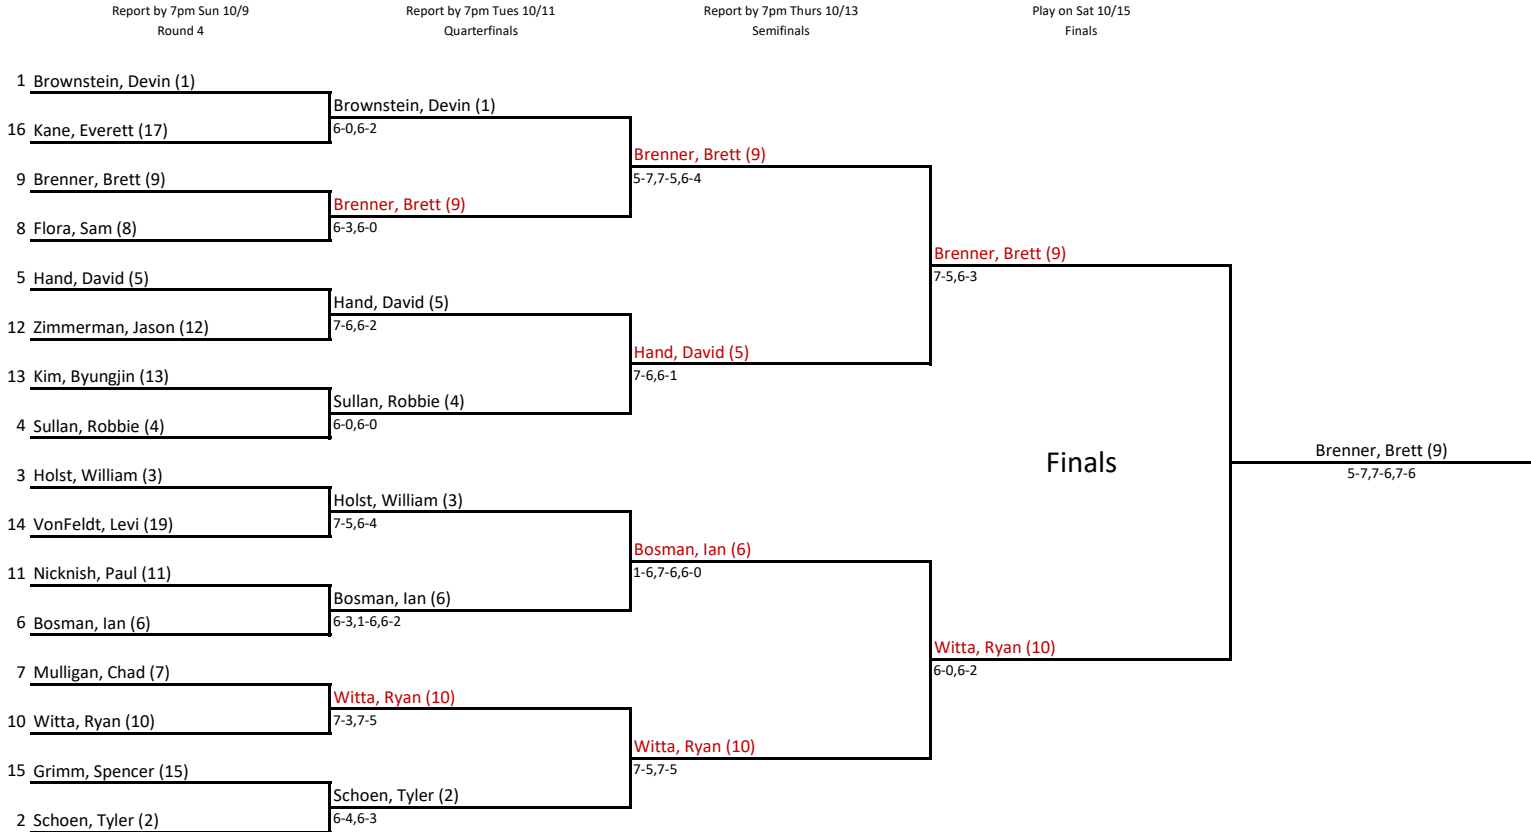 Report by 7pm Sun 10/9
Round 4
Report by 7pm Tues 10/11
Quarterfinals
Report by 7pm Thurs 10/13
Semifinals
Play on Sat 10/15
Finals
1 Brownstein, Devin (1)
16 Kane, Everett (17)
9 Brenner, Brett (9)
8 Flora, Sam (8)
5 Hand, David (5)
12 Zimmerman, Jason (12)
13 Kim, Byungjin (13)
4 Sullan, Robbie (4)
3 Holst, William (3)
14 VonFeldt, Levi (19)
11 Nicknish, Paul (11)
6 Bosman, Ian (6)
7 Mulligan, Chad (7)
10 Witta, Ryan (10)
15 Grimm, Spencer (15)
2 Schoen, Tyler (2)
Brownstein, Devin (1)
6-0,6-2
Brenner, Brett (9)
6-3,6-0
Hand, David (5)
7-6,6-2
Sullan, Robbie (4)
6-0,6-0
Holst, William (3)
7-5,6-4
Bosman, Ian (6)
6-3,1-6,6-2
Witta, Ryan (10)
7-3,7-5
Schoen, Tyler (2)
6-4,6-3
Brenner, Brett (9)
5-7,7-5,6-4
Hand, David (5)
7-6,6-1
Bosman, Ian (6)
1-6,7-6,6-0
Witta, Ryan (10)
7-5,7-5
Brenner, Brett (9)
7-5,6-3
Witta, Ryan (10)
6-0,6-2
Finals
Brenner, Brett (9)
5-7,7-6,7-6